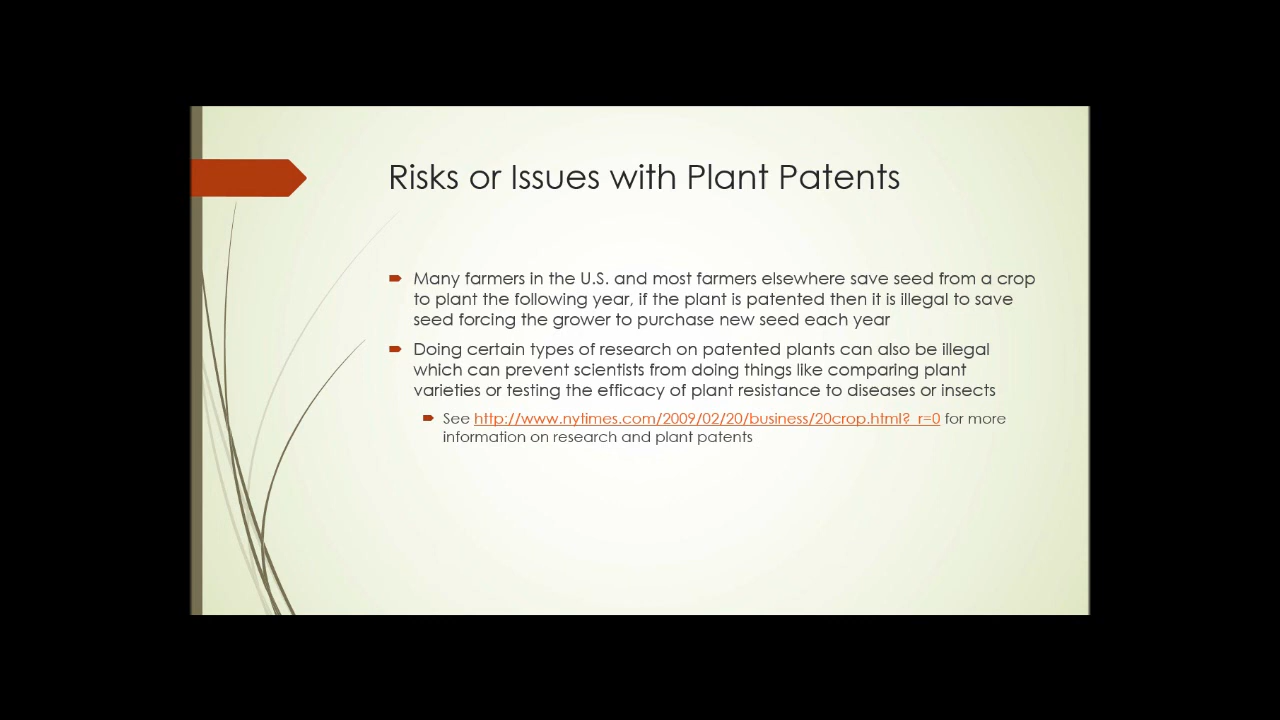 Risks or Issues with Plant Patents
Many farmers in the U.S. and most farmers elsewhere save seed from a crop
to plant the following year, if the plant is patented then it is illegal to save
seed forcing the grower to purchase new seed each year
Doing certain types of research on patented plants can also be illegal
which can prevent scientists from doing things like comparing plant
varieties or testing the efficacy of plant resistance to diseases or insects
See http://www.nytimes.com/2009/02/20/business/20crop.html?_r=0 for more
information on research and plant patents